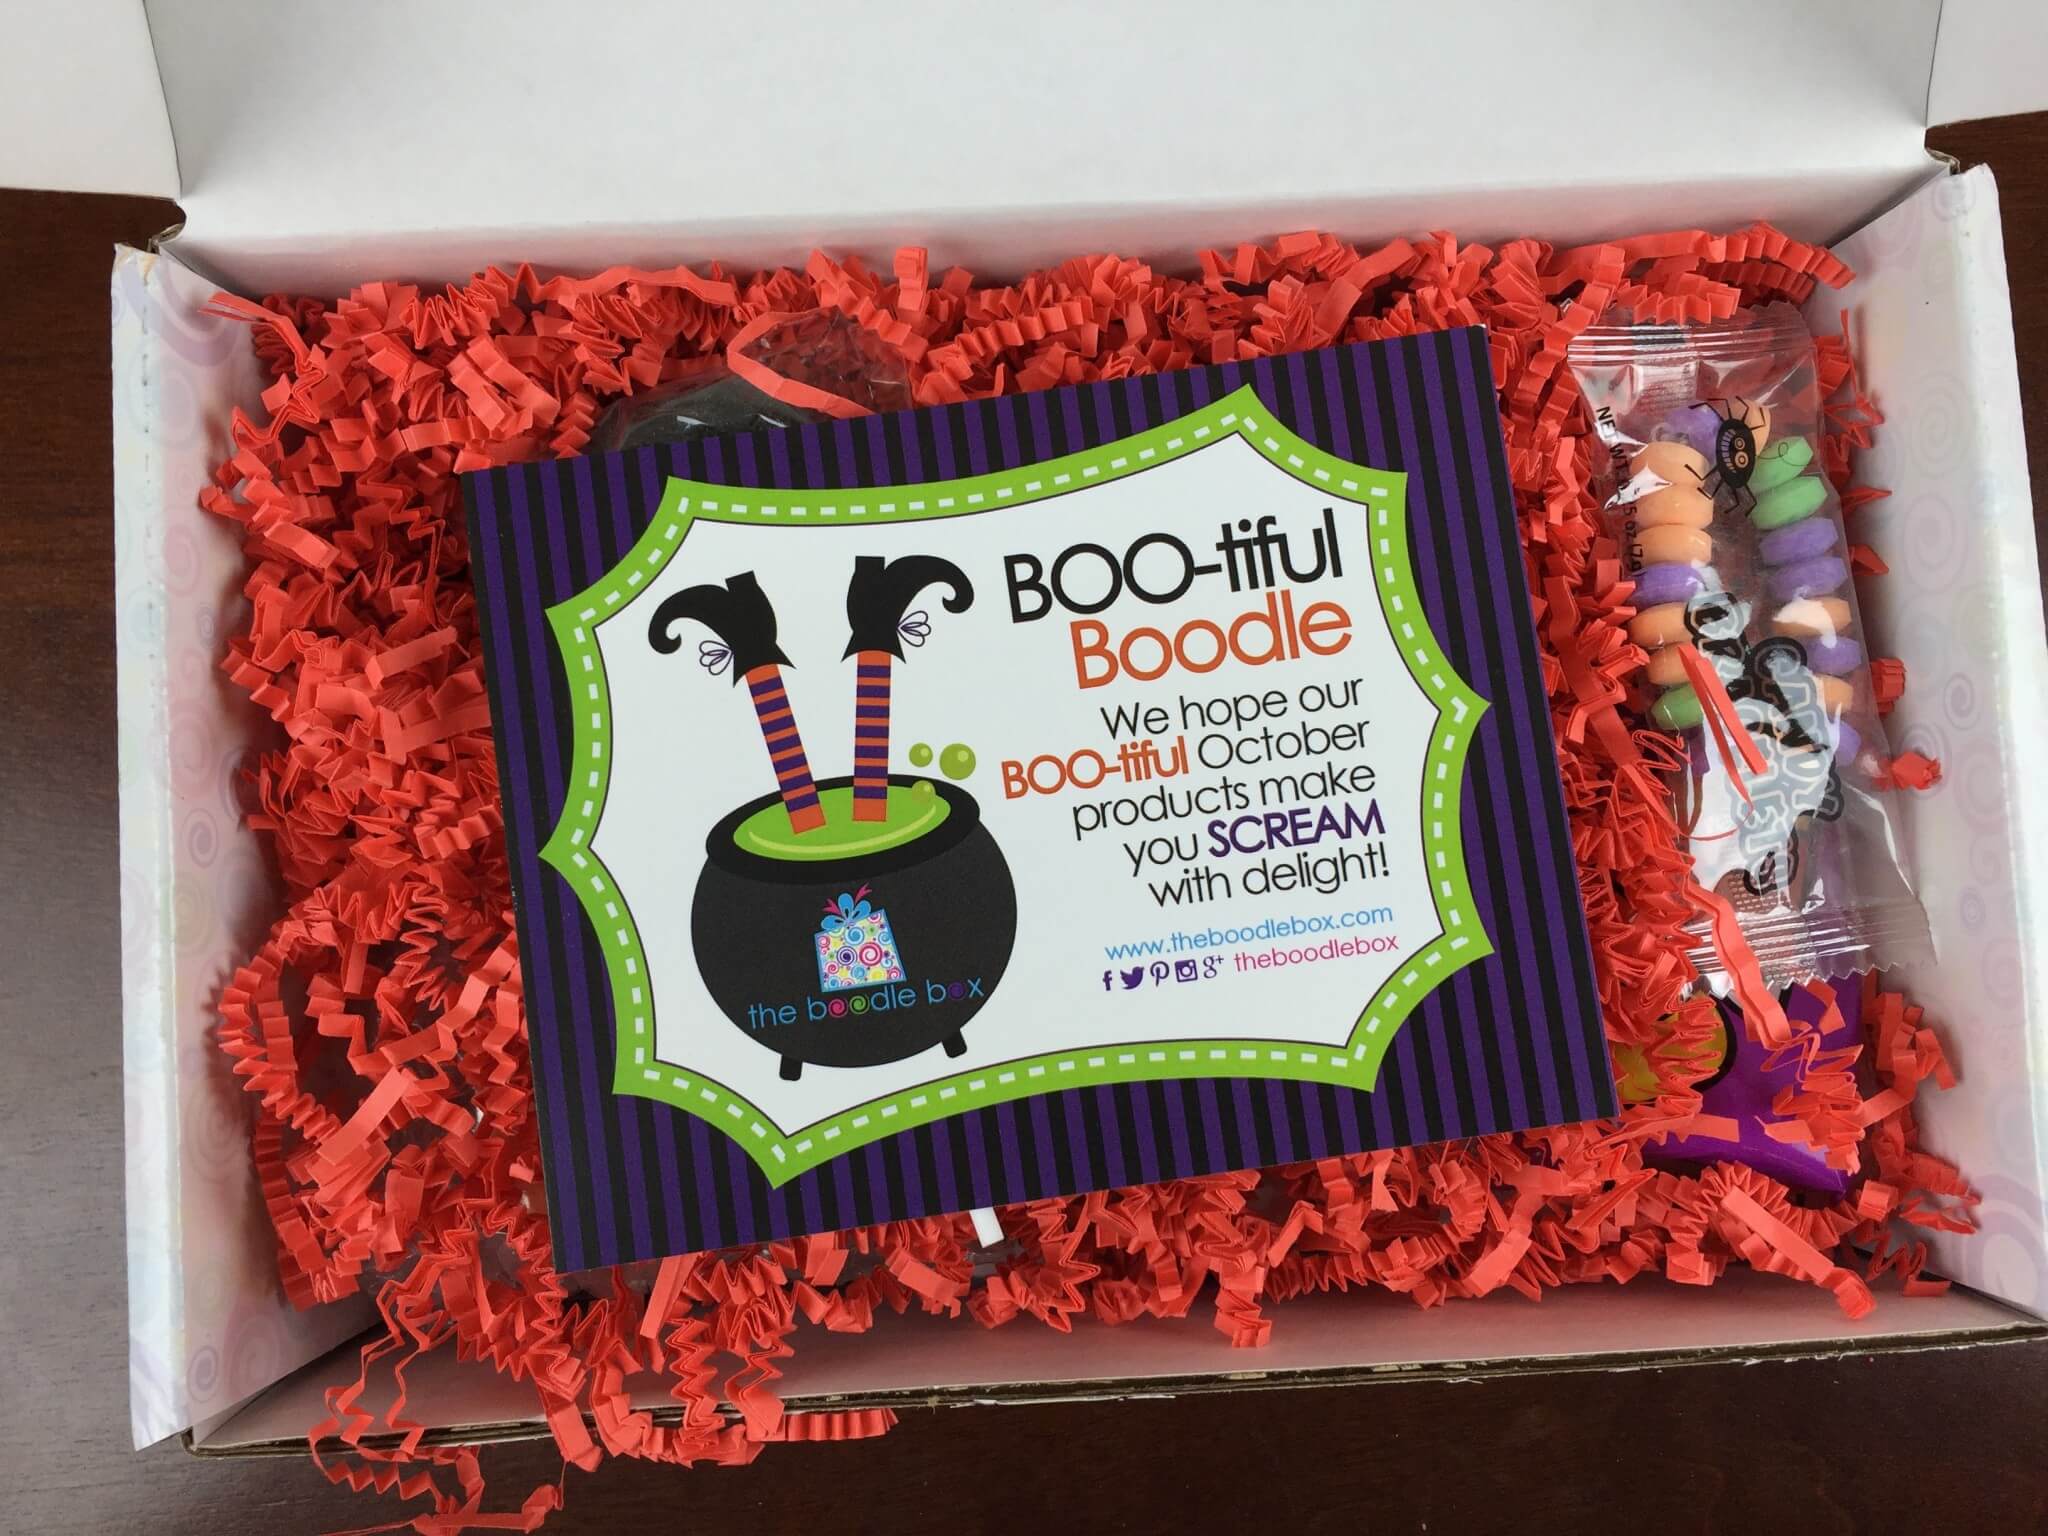 BOO-tiful
Boodle
We hope our
BOO-tiful October
products make
you SCREAM
with delight!
www.theboodlebox.com
theboodlebox
the boodle box
CANDY
BRACELETS